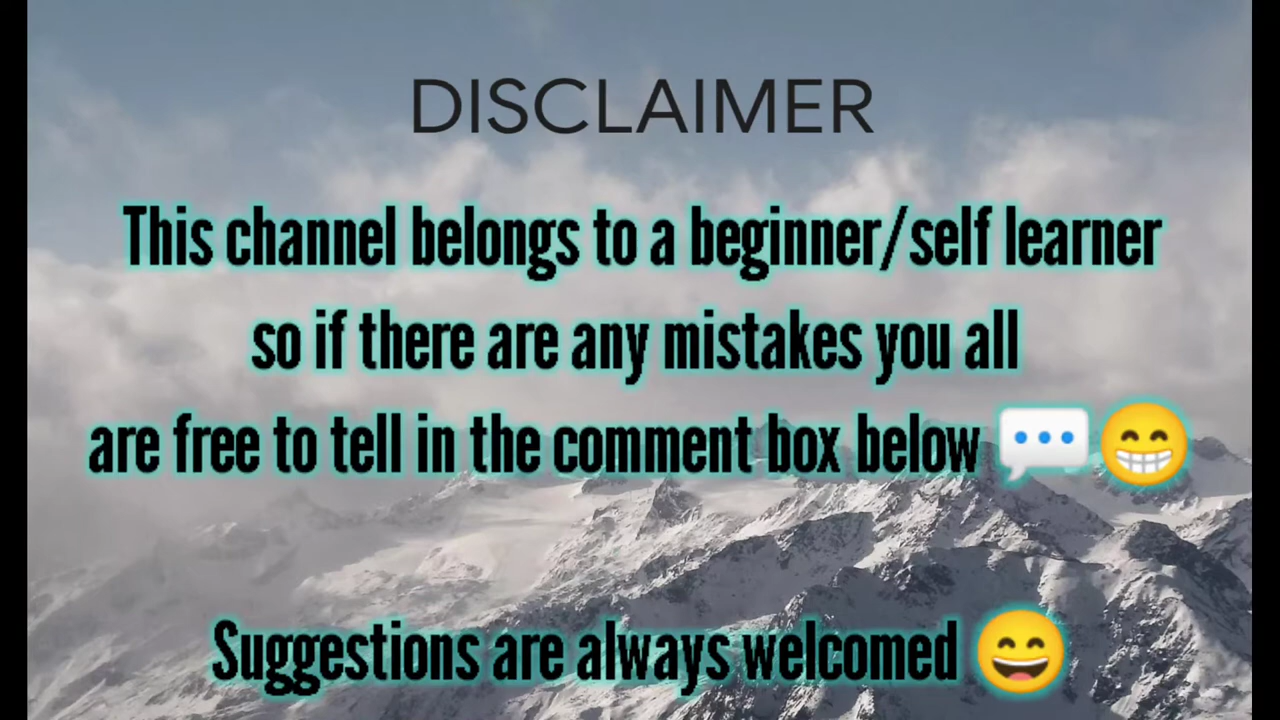 DISCLAIMER
This channel belongs to a beginner/self learner
so if there are any mistakes you all
are free to tell in the comment box below 💬😁
Suggestions are always welcomed 😄